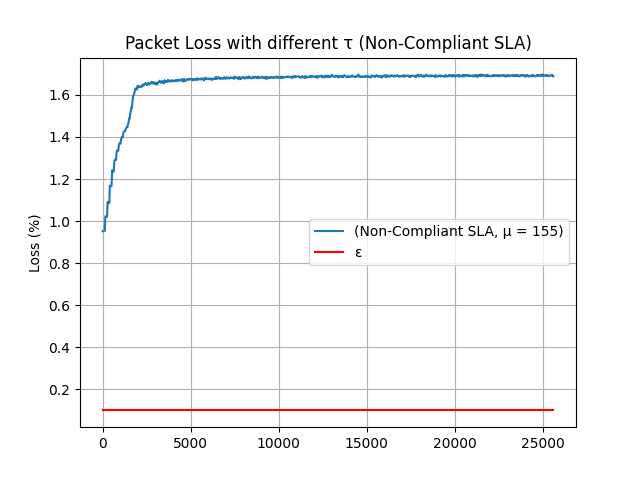 Packet Loss with different τ (Non-Compliant SLA)
1.6
1.4
1.2
1.0
0.8
0.6
0.4
0.2
Loss (%)
(Non-Compliant SLA, μ = 155)
ε
0 5000 10000 15000 20000 25000